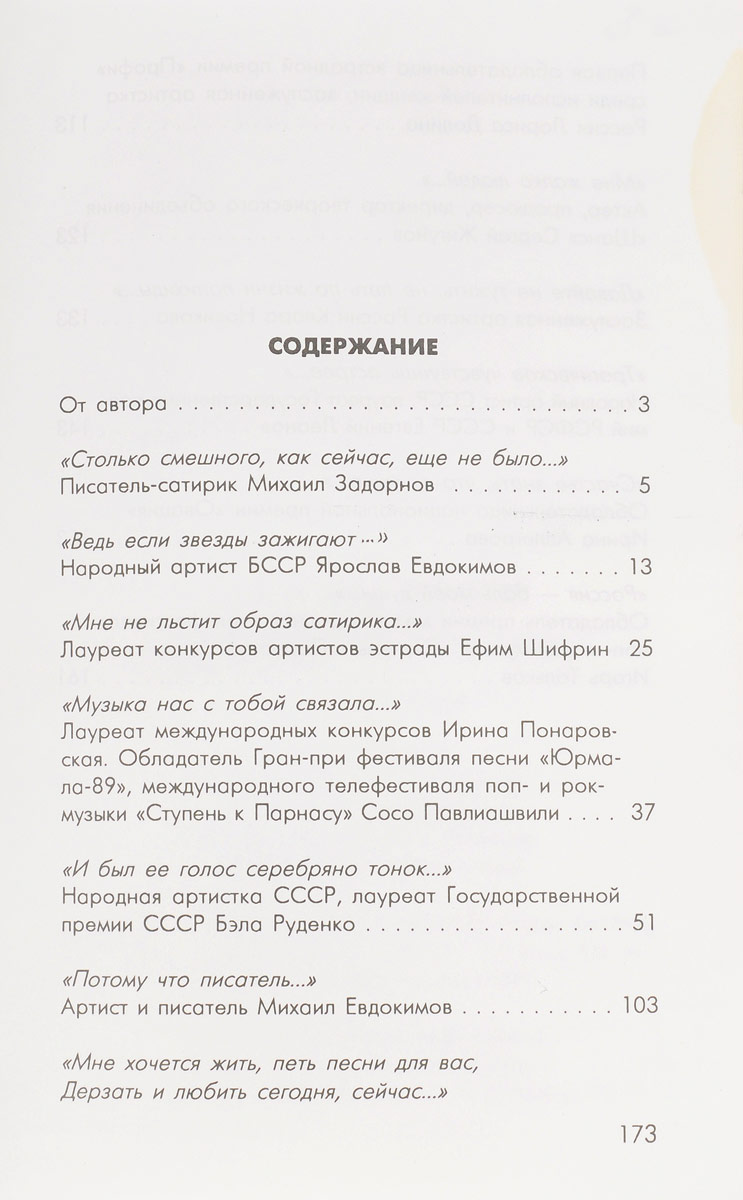 СОДЕРЖАНИЕ
От автора . . . . . . . . . . . . . . . . . . . . . . . . . . . . . . . . 3
«Столько смешного, как сейчас, еще не было...»
Писатель-сатирик Михаил Задорнов . . . . . . . . . . . 5
«Ведь если звезды зажигают ...»
Народный артист БССР Ярослав Евдокимов . . . . . . . 13
«Мне не льстит образ сатирика...»
Лауреат конкурсов артистов эстрады Ефим Шифрин 25
«Музыка нас с тобой связала...»
Лауреат международных конкурсов Ирина Понаров-
ская. Обладатель Гран-при фестиваля песни «Юрма-
ла-89», международного телефестиваля поп- и рок-
музыки «Ступень к Парнасу» Сосо Павлиашвили . . . . 37
«И был ее голос серебряно тонок...»
Народная артистка СССР, лауреат Государственной
премии СССР Бэла Руденко . . . . . . . . . . . . . . . . . . 51
«Потому что писатель...»
Артист и писатель Михаил Евдокимов . . . . . . . . . . . 103
«Мне хочется жить, петь песни для вас,
Дерзать и любить сегодня, сейчас...»
173